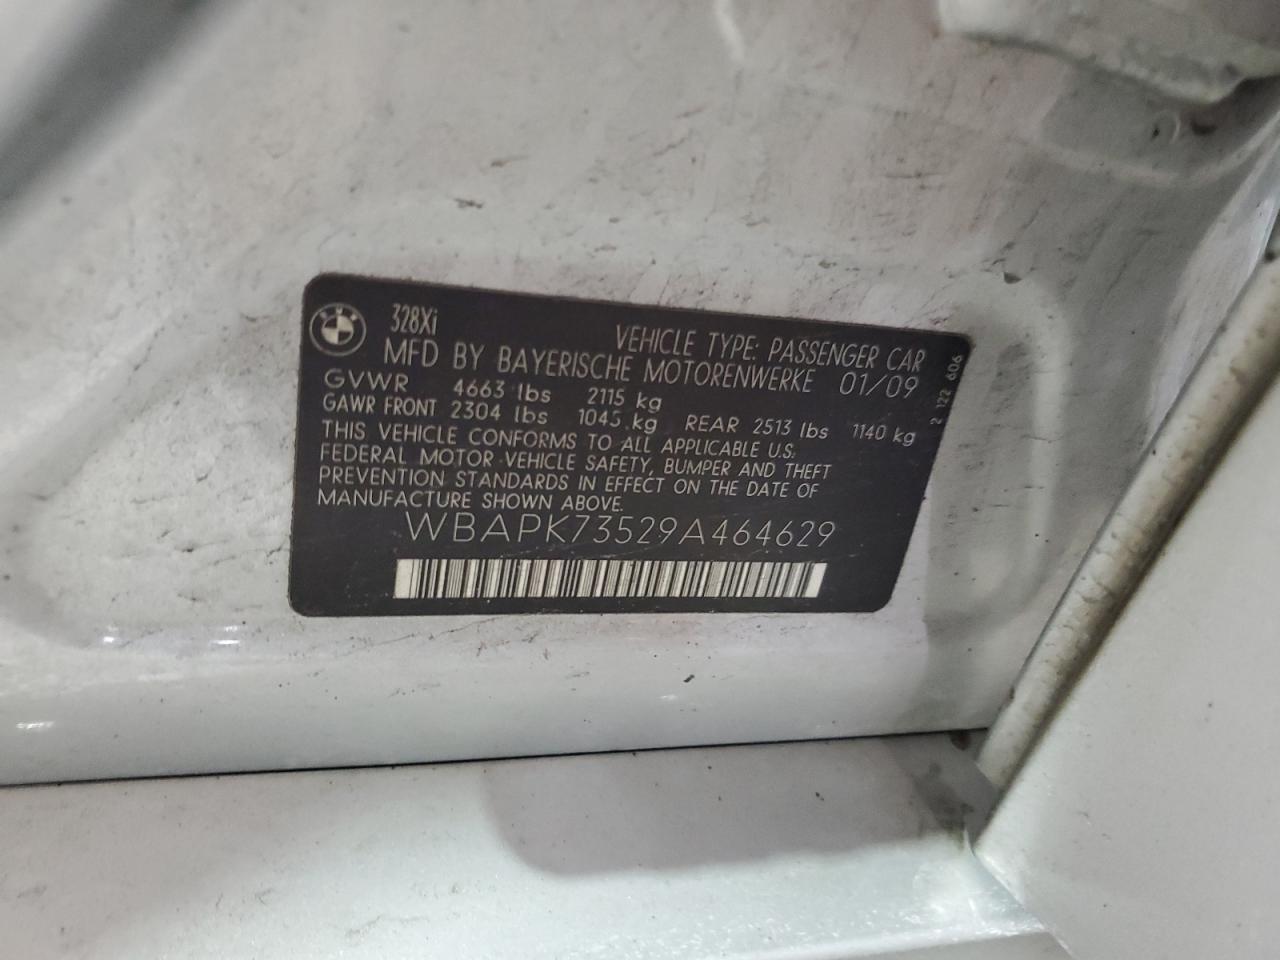 328Xi
VEHICLE TYPE: PASSENGER CAR
MFD BY BAYERISCHE MOTORENWERKE 01/09
GVWR 4663 lbs 2115 kg
GAWR FRONT 2304 lbs 1045 kg REAR 2513 lbs 1140 kg
THIS VEHICLE CONFORMS TO ALL APPLICABLE U.S.
FEDERAL MOTOR VEHICLE SAFETY, BUMPER AND THEFT
PREVENTION STANDARDS IN EFFECT ON THE DATE OF
MANUFACTURE SHOWN ABOVE.
WBAPK73529A464629
2 122 606